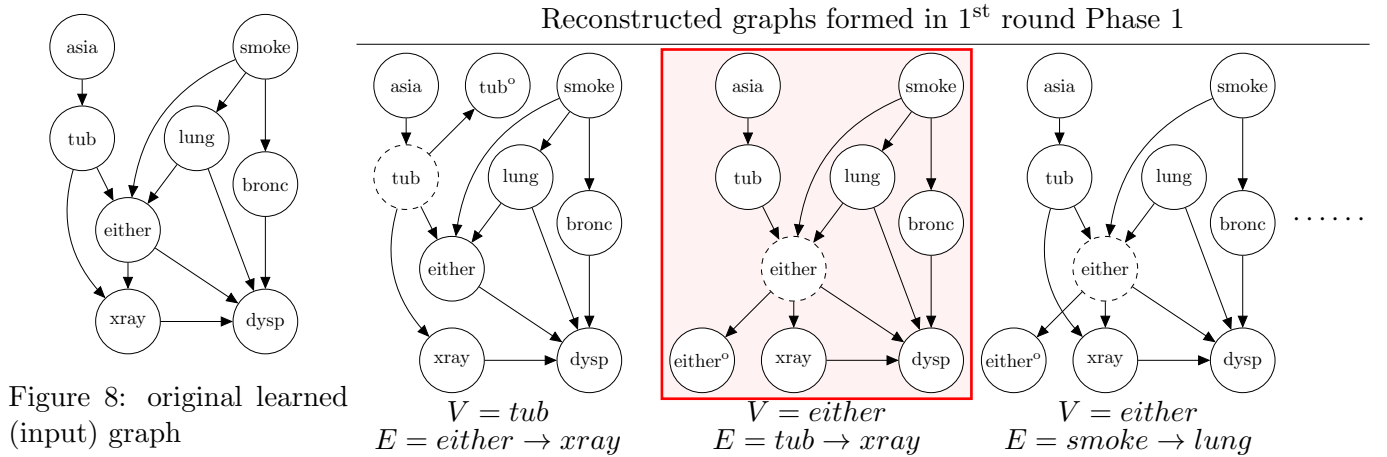 Reconstructed graphs formed in 1st round Phase 1
asia
smoke
tub
lung
bronc
either
xray
dysp
Figure 8: original learned
(input) graph
asia
tubᵒ
smoke
tub
lung
bronc
either
xray
dysp
V = tub
E = either → xray
asia
smoke
tub
lung
bronc
either
eitherᵒ
xray
dysp
V = either
E = tub → xray
asia
smoke
tub
lung
bronc
either
eitherᵒ
xray
dysp
V = either
E = smoke → lung
......